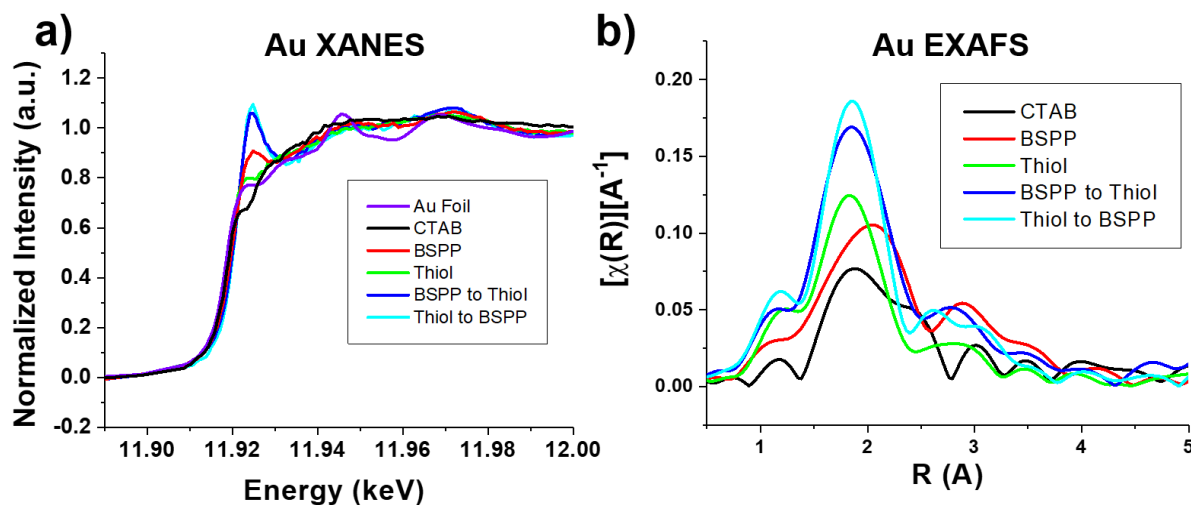 a)
Au XANES
Normalized Intensity (a.u.)
1.2
1.0
0.8
0.6
0.4
0.2
0.0
-0.2
Au Foil
CTAB
BSPP
Thiol
BSPP to Thiol
Thiol to BSPP
11.90 11.92 11.94 11.96 11.98 12.00
Energy (keV)
b)
Au EXAFS
[χ(R)][A⁻¹]
0.20
0.15
0.10
0.05
0.00
CTAB
BSPP
Thiol
BSPP to Thiol
Thiol to BSPP
1 2 3 4 5
R (A)